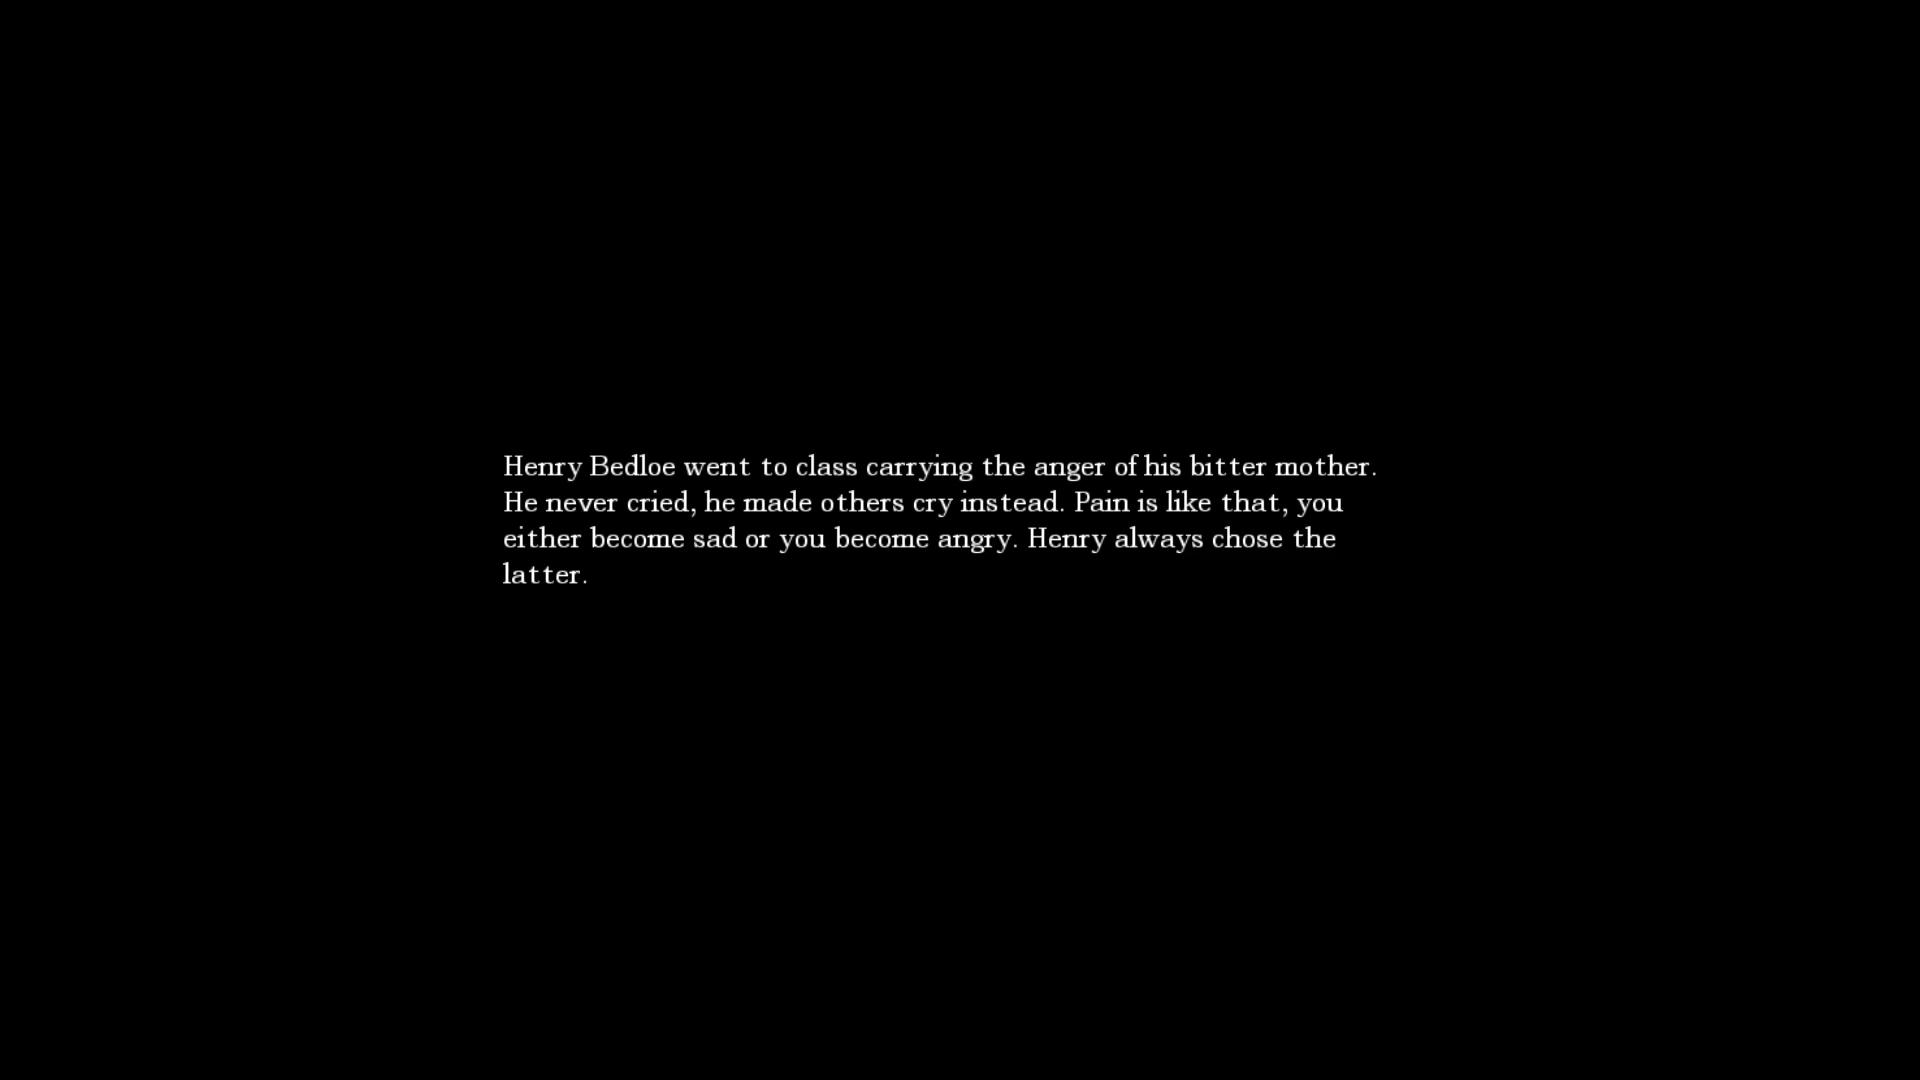 Henry Bedloe went to class carrying the anger of his bitter mother.
He never cried, he made others cry instead. Pain is like that, you
either become sad or you become angry. Henry always chose the
latter.